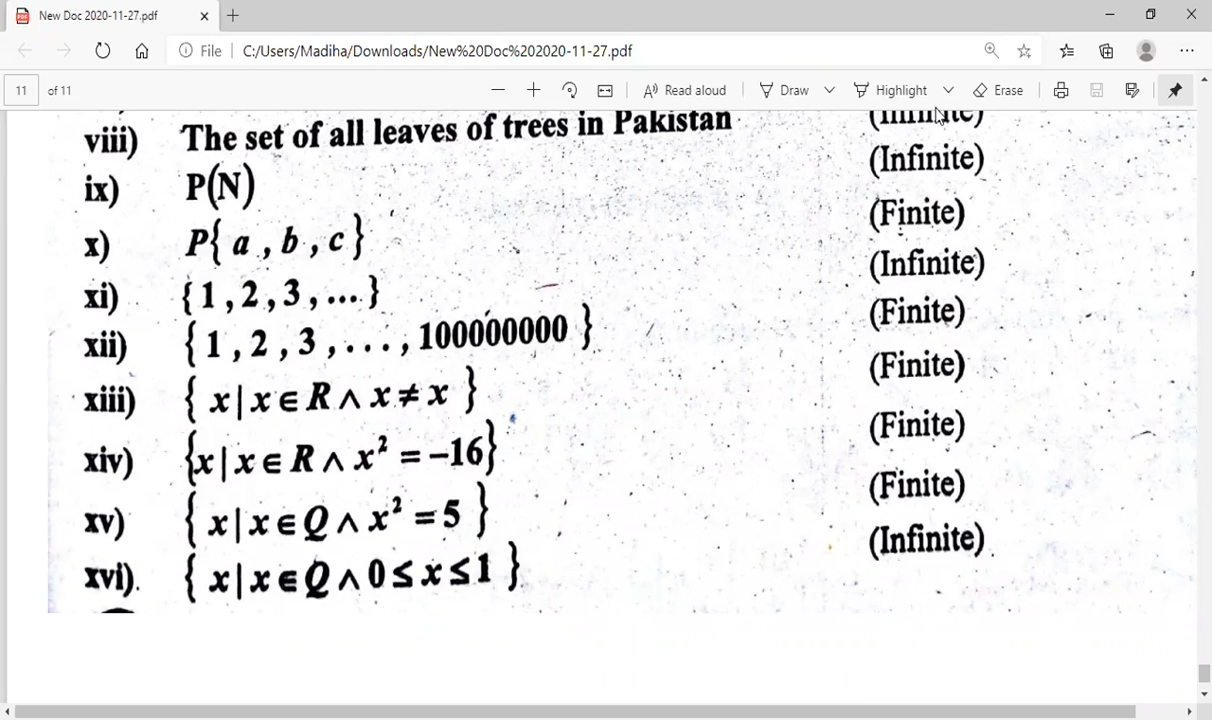 New Doc 2020-11-27.pdf
File C:/Users/Madiha/Downloads/New%20Doc%202020-11-27.pdf
11 of 11 Read aloud Draw Highlight Erase
viii) The set of all leaves of trees in Pakistan (Infinite)
ix) P(N) (Infinite)
x) P{ a , b , c } (Finite)
xi) { 1 , 2 , 3 , ... } (Infinite)
xii) { 1 , 2 , 3 , . . . , 100000000 } (Finite)
xiii) { x | x ∈ R ∧ x ≠ x } (Finite)
xiv) {x | x ∈ R ∧ x² = –16} (Finite)
xv) { x | x ∈ Q ∧ x² = 5 } (Finite)
xvi). { x | x ∈ Q ∧ 0 ≤ x ≤ 1 } (Infinite).